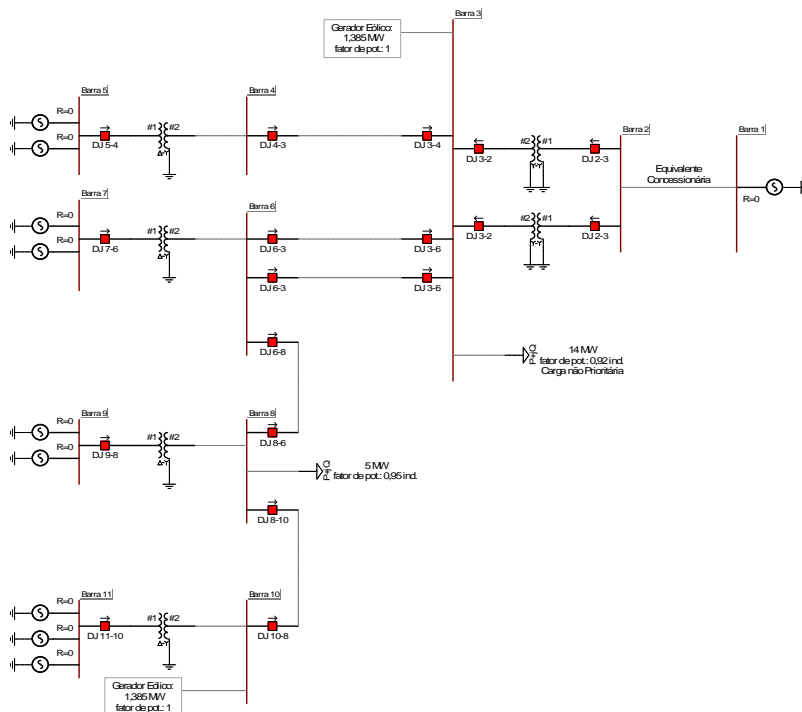 Barra 3
Gerador Eólico:
1,385 MW
fator de pot.: 1
Barra 5
Barra 4
Barra 2
Barra 1
R=0
R=0
#1 #2
DJ 5-4
DJ 4-3
DJ 3-4
#2 #1
DJ 3-2
DJ 2-3
Equivalente
Concessionária
R=0
Barra 7
Barra 6
R=0
R=0
#1 #2
DJ 7-6
DJ 6-3
DJ 3-6
#2 #1
DJ 3-2
DJ 2-3
DJ 6-3
DJ 3-6
DJ 6-8
P+jQ
14 MW
fator de pot.: 0,92 ind.
Carga não Prioritária
Barra 9
Barra 8
R=0
R=0
#1 #2
DJ 9-8
DJ 8-6
P+jQ
5 MW
fator de pot.: 0,95 ind.
DJ 8-10
Barra 11
Barra 10
R=0
R=0
R=0
#1 #2
DJ 11-10
DJ 10-8
Gerador Eólico:
1,385 MW
fator de pot.: 1